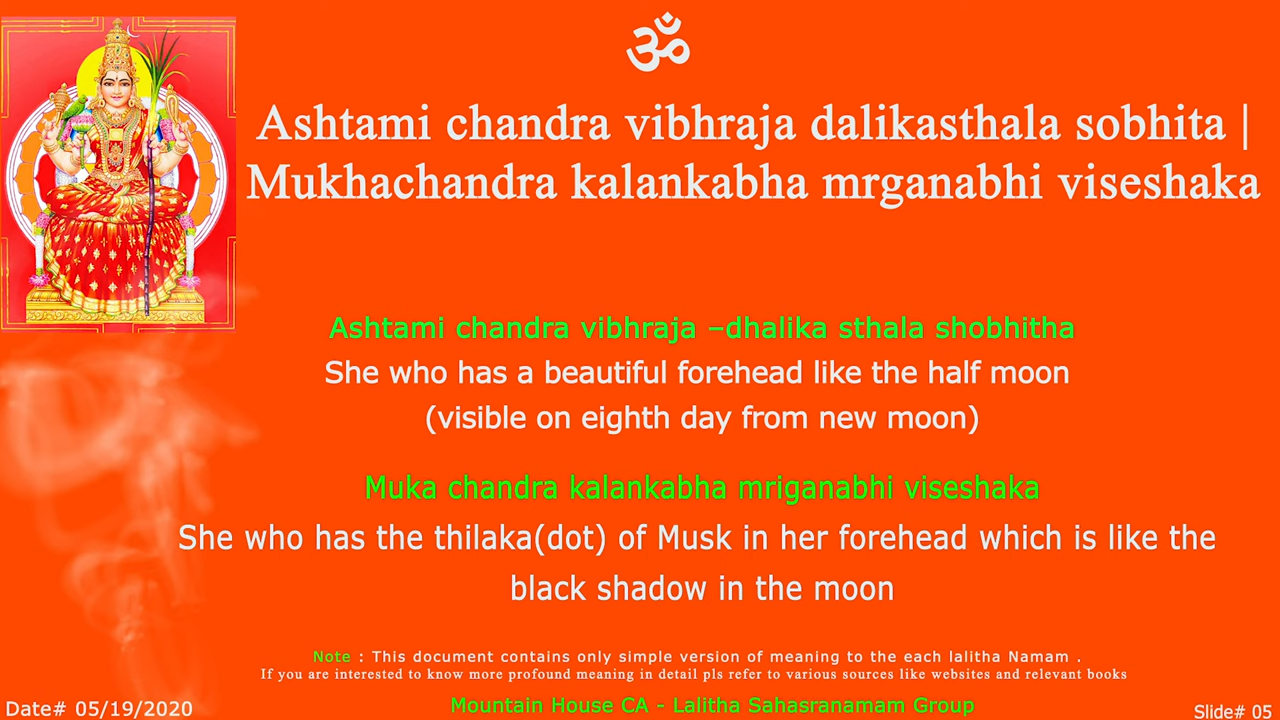 ॐ
Ashtami chandra vibhraja dalikasthala sobhita |
Mukhachandra kalankabha mrganabhi viseshaka
Ashtami chandra vibhraja –dhalika sthala shobhitha
She who has a beautiful forehead like the half moon
(visible on eighth day from new moon)
Muka chandra kalankabha mriganabhi viseshaka
She who has the thilaka(dot) of Musk in her forehead which is like the
black shadow in the moon
Note : This document contains only simple version of meaning to the each lalitha Namam .
If you are interested to know more profound meaning in detail pls refer to various sources like websites and relevant books
Mountain House CA - Lalitha Sahasranamam Group
Date# 05/19/2020
Slide# 05